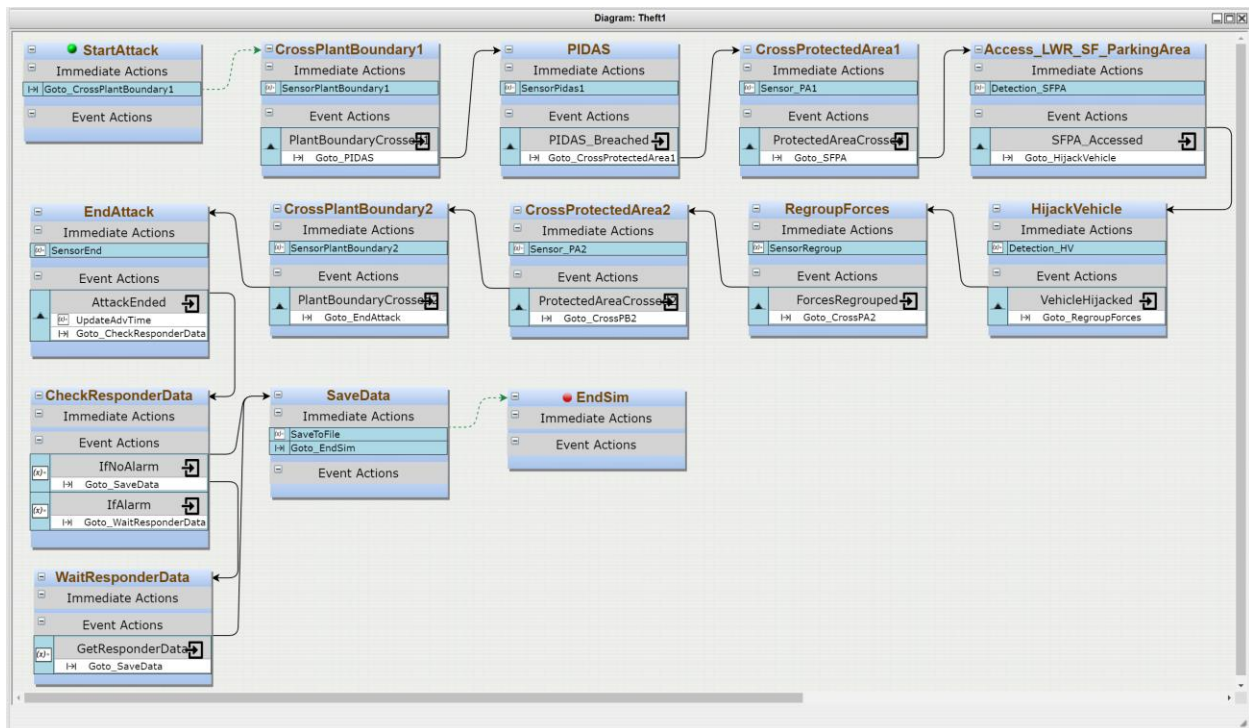 Diagram: Theft1
StartAttack
Immediate Actions
Goto_CrossPlantBoundary1
Event Actions
CrossPlantBoundary1
Immediate Actions
SensorPlantBoundary1
Event Actions
PlantBoundaryCrossed1
Goto_PIDAS
PIDAS
Immediate Actions
SensorPidas1
Event Actions
PIDAS_Breached
Goto_CrossProtectedArea1
CrossProtectedArea1
Immediate Actions
Sensor_PA1
Event Actions
Goto_SFPA
Access_LWR_SF_ParkingArea
Immediate Actions
Detection_SFPA
Event Actions
SFPA_Accessed
Goto_HijackVehicle
EndAttack
Immediate Actions
SensorEnd
Event Actions
AttackEnded
UpdateAdvTime
Goto_CheckResponderData
CrossPlantBoundary2
Immediate Actions
SensorPlantBoundary2
Event Actions
Goto_EndAttack
CrossProtectedArea2
Immediate Actions
Sensor_PA2
Event Actions
Goto_CrossPB2
RegroupForces
Immediate Actions
SensorRegroup
Event Actions
ForcesRegrouped
Goto_CrossPA2
HijackVehicle
Immediate Actions
Detection_HV
Event Actions
VehicleHijacked
Goto_RegroupForces
CheckResponderData
Immediate Actions
Event Actions
IfNoAlarm
Goto_SaveData
IfAlarm
Goto_WaitResponderData
SaveData
Immediate Actions
SaveToFile
Goto_EndSim
Event Actions
EndSim
Immediate Actions
Event Actions
WaitResponderData
Immediate Actions
Event Actions
GetResponderData
Goto_SaveData